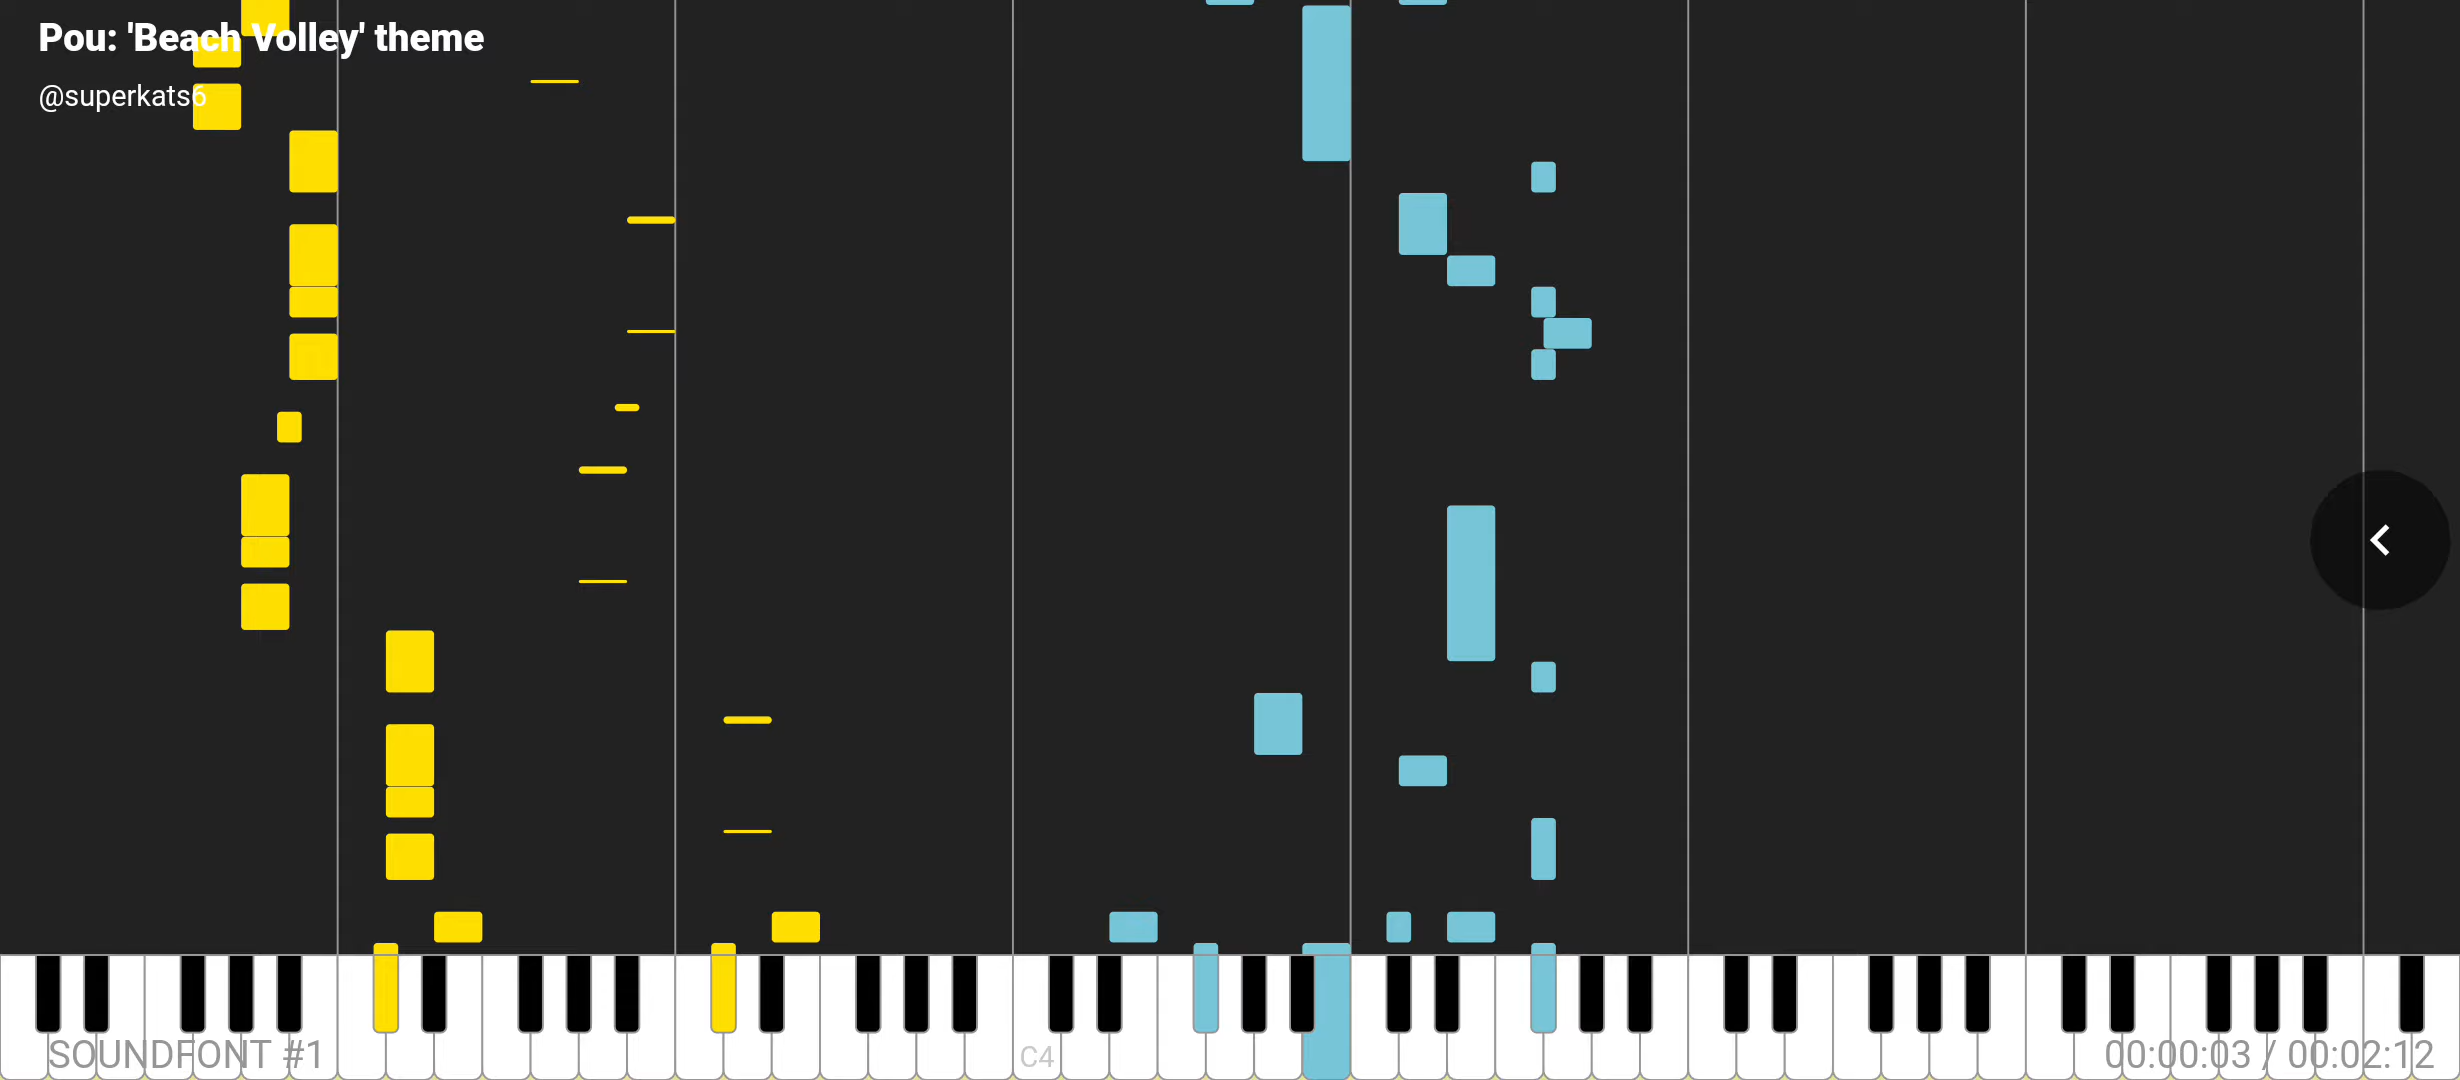 Pou: 'Beach Volley' theme
@superkats6
C4
SOUNDFONT #1
00:00:03 / 00:02:12